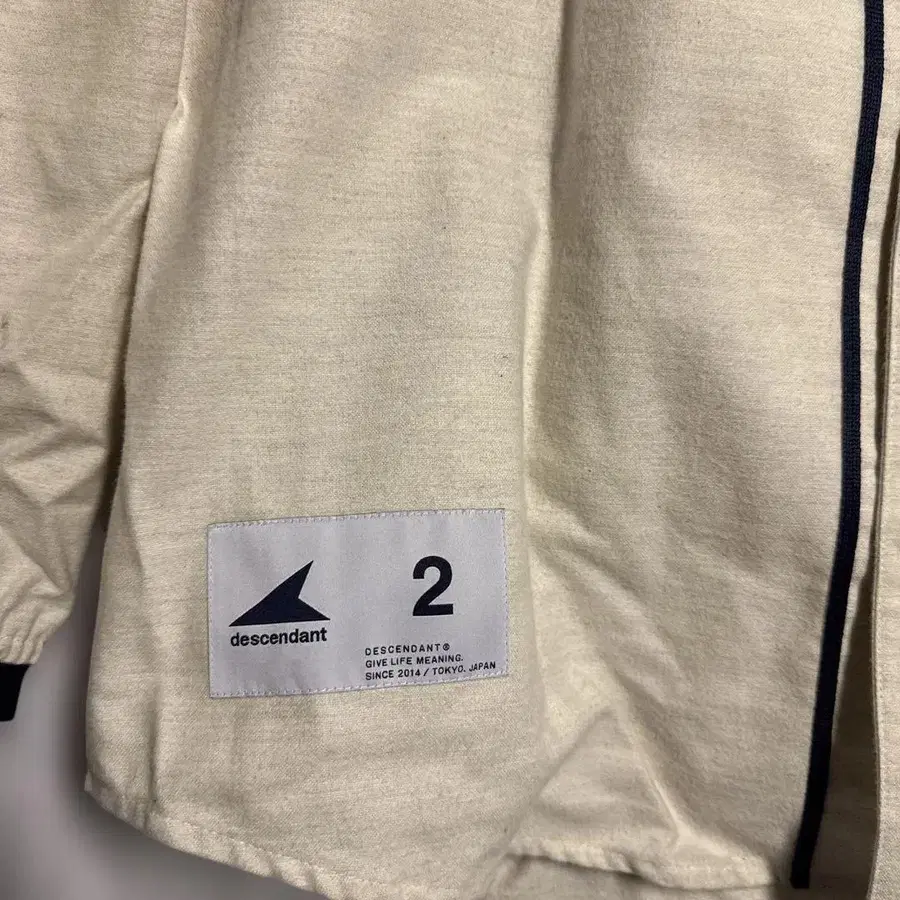 descendant
2
DESCENDANT®
GIVE LIFE MEANING.
SINCE 2014 / TOKYO. JAPAN